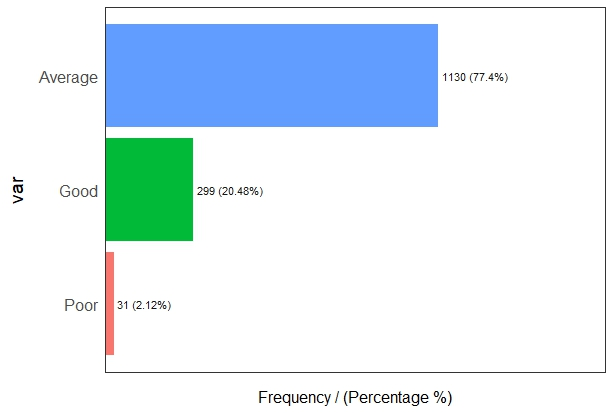 Average
1130 (77.4%)
var
Good
299 (20.48%)
Poor
31 (2.12%)
Frequency / (Percentage %)